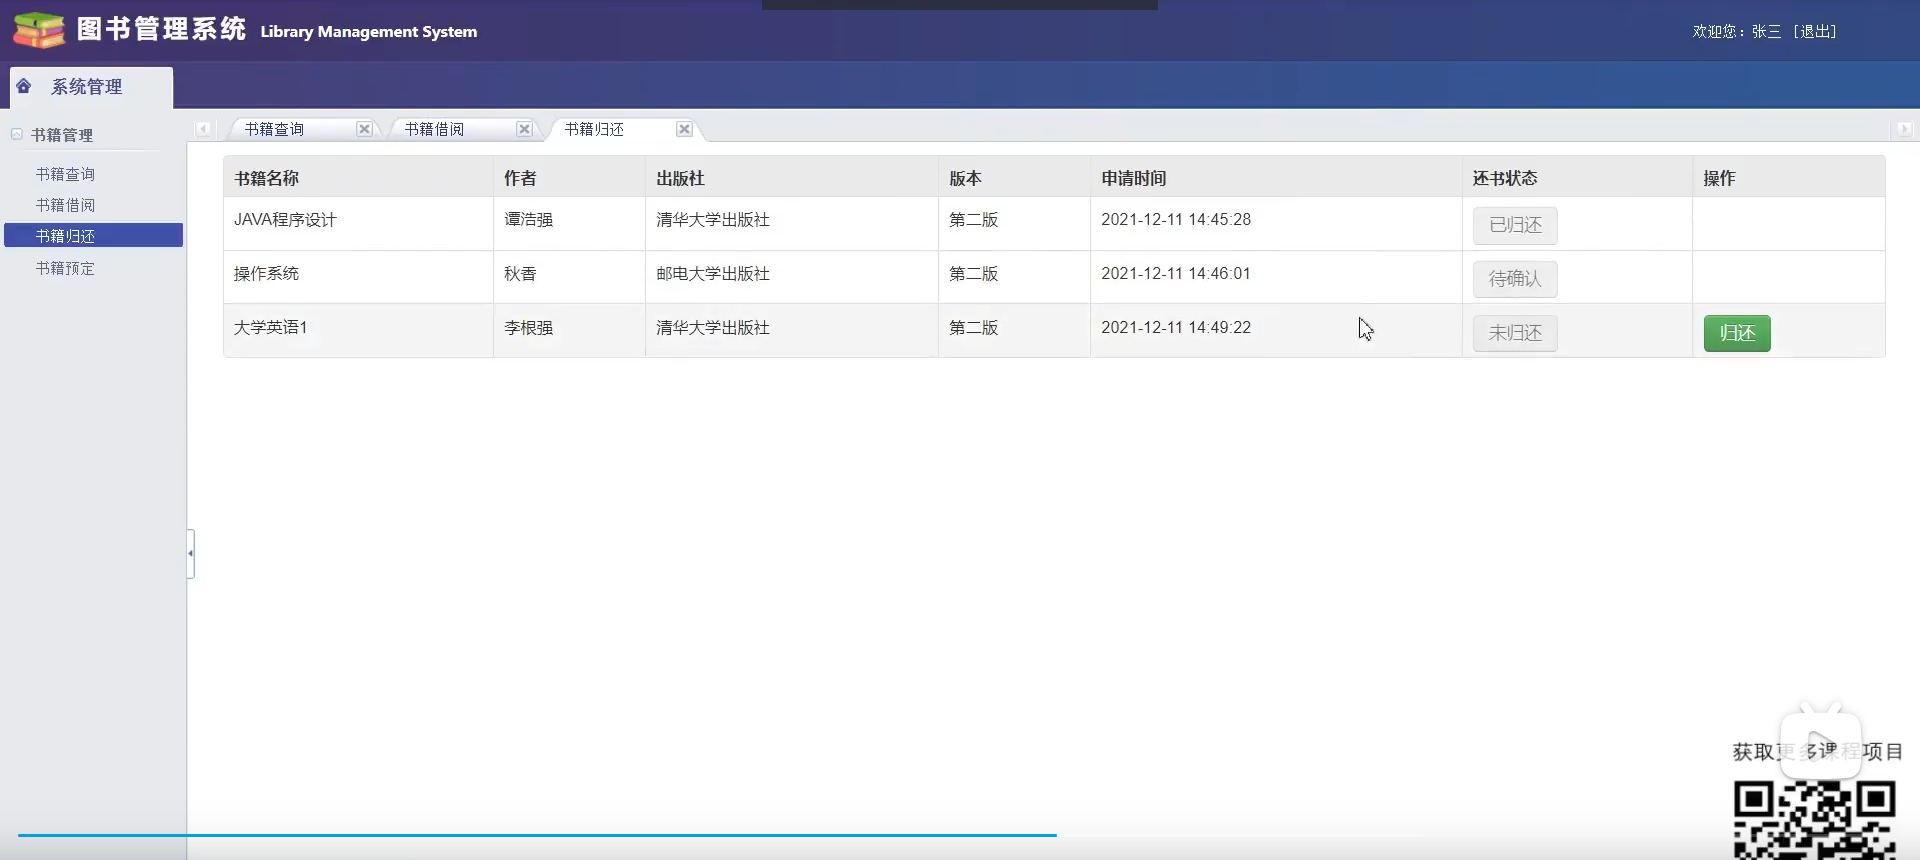 图书管理系统 Library Management System
欢迎您：张三 [退出]
系统管理
书籍管理
书籍查询
书籍借阅
书籍归还
书籍预定
书籍查询 书籍借阅 书籍归还
书籍名称 作者 出版社 版本 申请时间 还书状态 操作
JAVA程序设计 谭浩强 清华大学出版社 第二版 2021-12-11 14:45:28 已归还
操作系统 秋香 邮电大学出版社 第二版 2021-12-11 14:46:01 待确认
大学英语1 李根强 清华大学出版社 第二版 2021-12-11 14:49:22 未归还 归还
获取更多课程项目